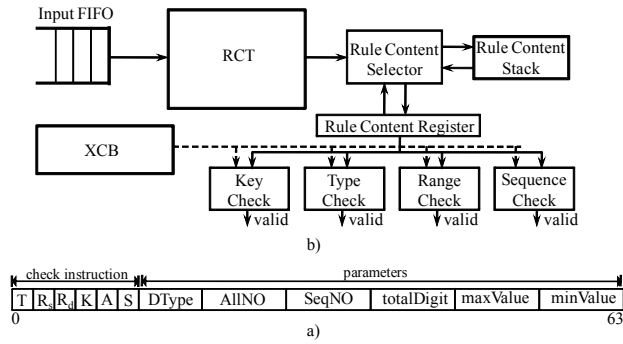 Input FIFO
RCT
Rule Content
Selector
Rule Content
Stack
Rule Content Register
XCB
Key
Check
Type
Check
Range
Check
Sequence
Check
valid
valid
valid
valid
b)
check instruction
parameters
T Rs Rd K A S DType AllNO SeqNO totalDigit maxValue minValue
0 63
a)